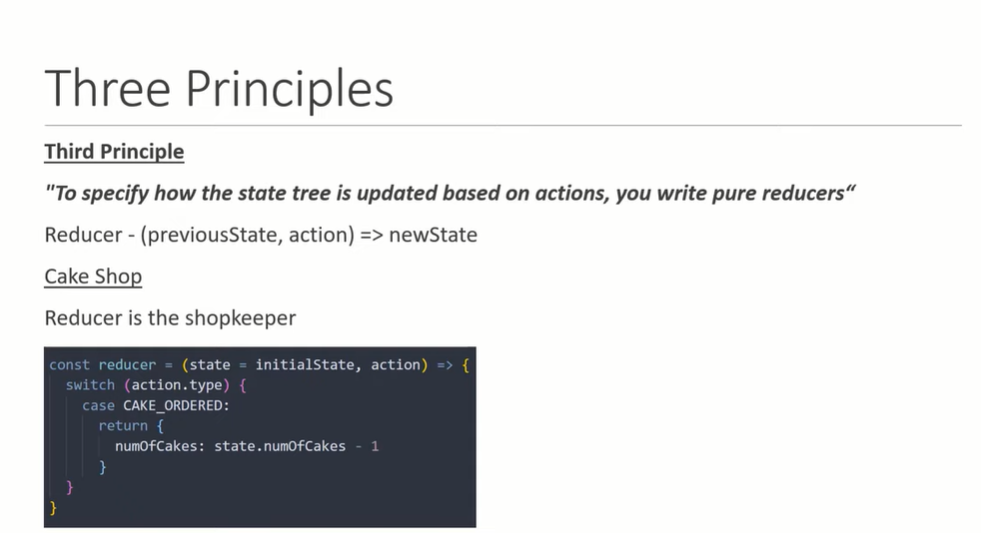 Three Principles
Third Principle
"To specify how the state tree is updated based on actions, you write pure reducers“
Reducer - (previousState, action) => newState
Cake Shop
Reducer is the shopkeeper
const reducer = (state = initialState, action) => {
  switch (action.type) {
    case CAKE_ORDERED:
      return {
        numOfCakes: state.numOfCakes - 1
      }
  }
}